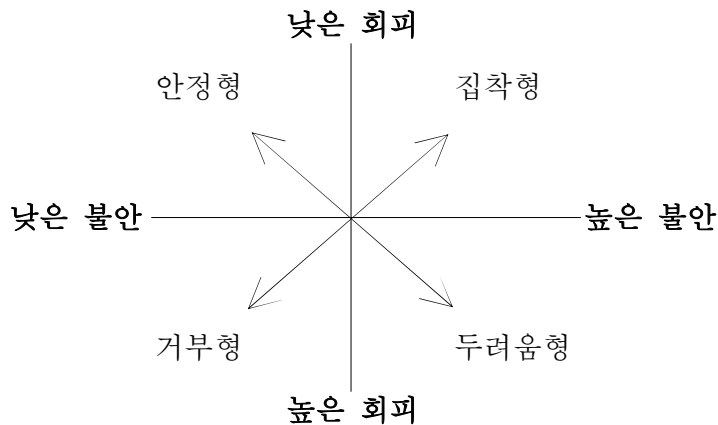 낮은 회피
안정형
집착형
낮은 불안
높은 불안
거부형
두려움형
높은 회피